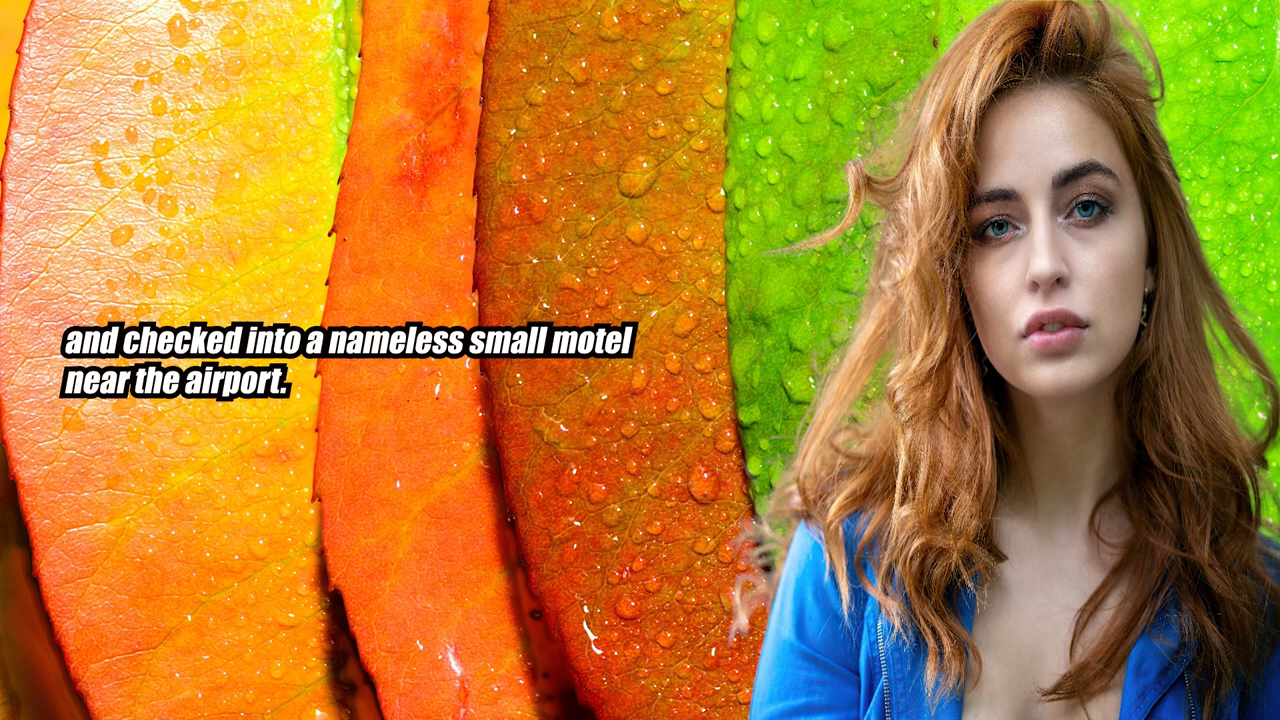 and checked into a nameless small motel
near the airport.